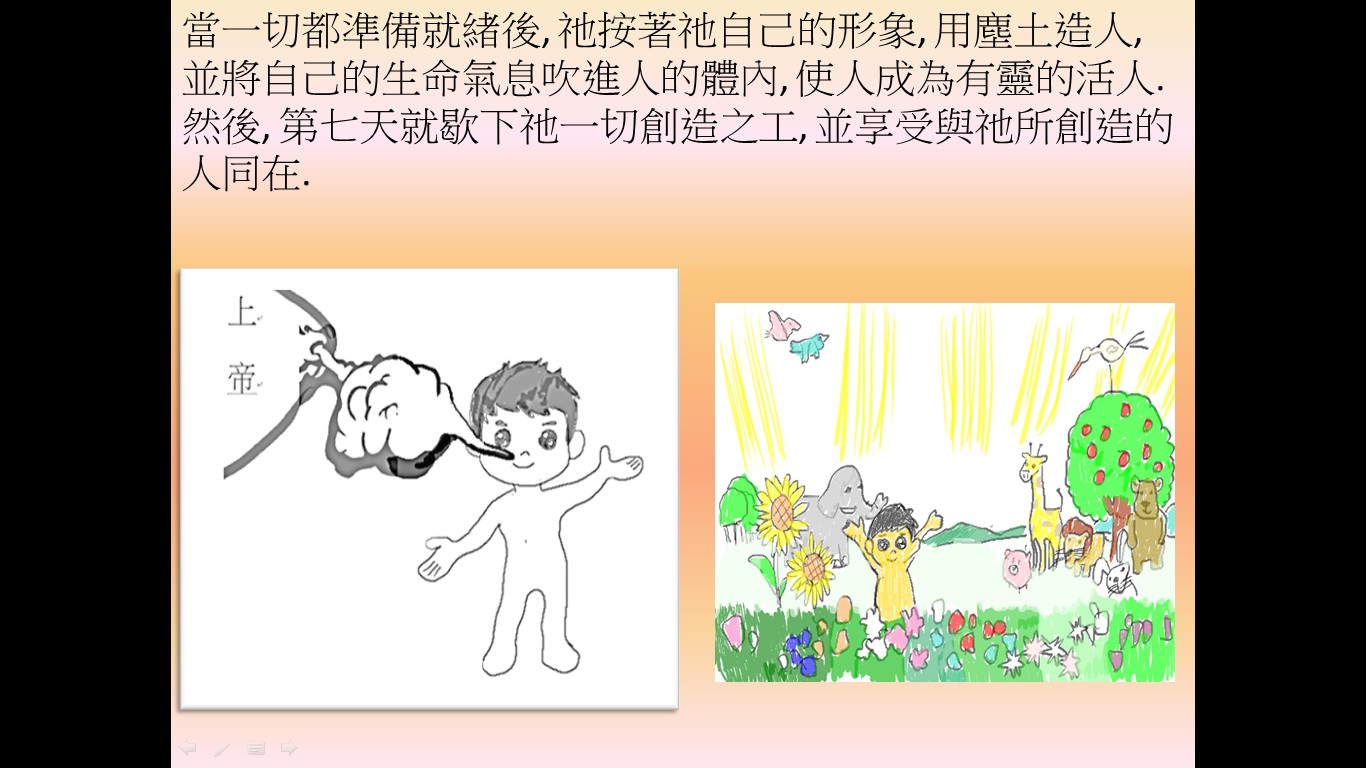 當一切都準備就緒後, 祂按著祂自己的形象, 用塵土造人,
並將自己的生命氣息吹進人的體內, 使人成為有靈的活人.
然後, 第七天就歇下祂一切創造之工, 並享受與祂所創造的
人同在.
上
帝